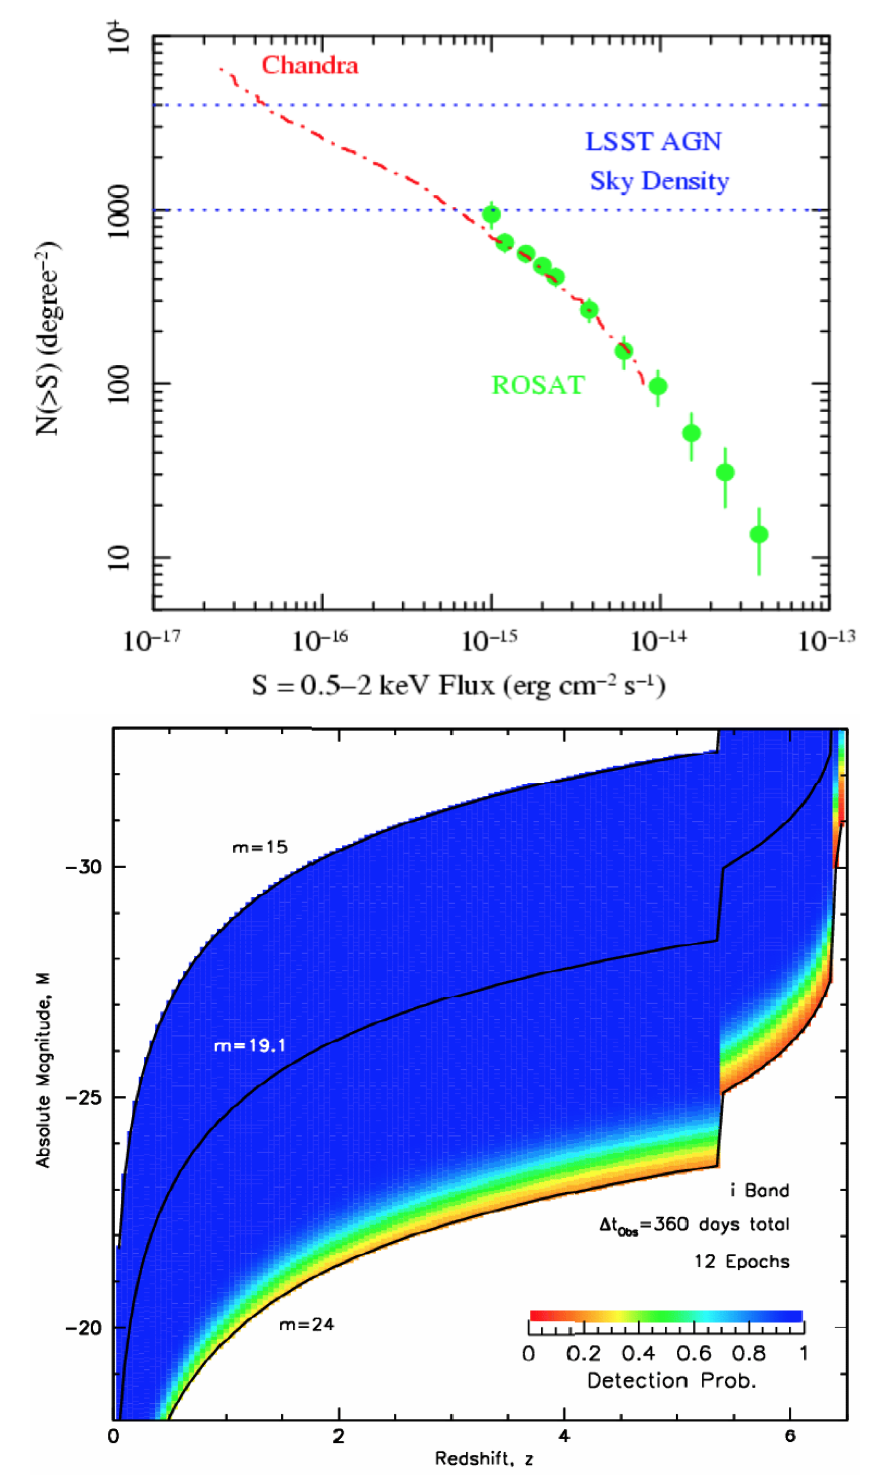 10⁴
Chandra
LSST AGN
Sky Density
1000
N(>S) (degree⁻²)
100
ROSAT
10
10⁻¹⁷ 10⁻¹⁶ 10⁻¹⁵ 10⁻¹⁴ 10⁻¹³
S = 0.5–2 keV Flux (erg cm⁻² s⁻¹)
m=15
-30
m=19.1
Absolute Magnitude, M
-25
i Band
Δt_Obs=360 days total
12 Epochs
-20
m=24
0 0.2 0.4 0.6 0.8 1
Detection Prob.
0 2 4 6
Redshift, z